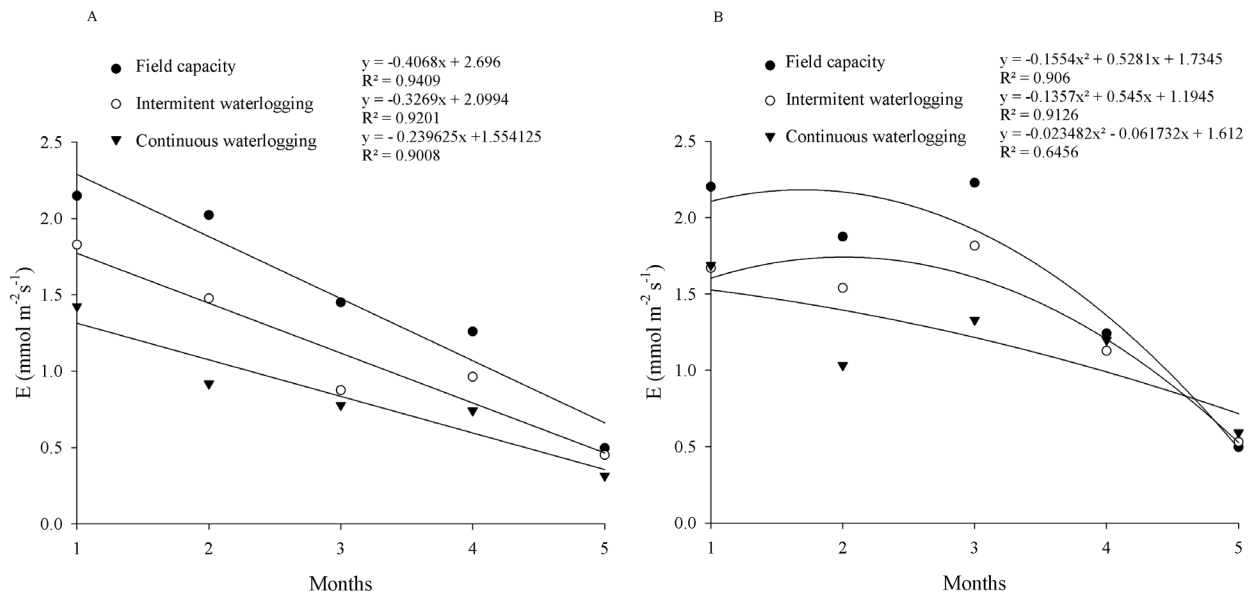 A
Field capacity
y = -0.4068x + 2.696
R² = 0.9409
Intermitent waterlogging
y = -0.3269x + 2.0994
R² = 0.9201
Continuous waterlogging
y = - 0.239625x +1.554125
R² = 0.9008
E (mmol m⁻² s⁻¹)
2.5
2.0
1.5
1.0
0.5
0.0
1 2 3 4 5
Months
B
Field capacity
y = -0.1554x² + 0.5281x + 1.7345
R² = 0.906
Intermitent waterlogging
y = -0.1357x² + 0.545x + 1.1945
R² = 0.9126
Continuous waterlogging
y = -0.023482x² - 0.061732x + 1.612
R² = 0.6456
E (mmol m⁻² s⁻¹)
2.5
2.0
1.5
1.0
0.5
0.0
1 2 3 4 5
Months